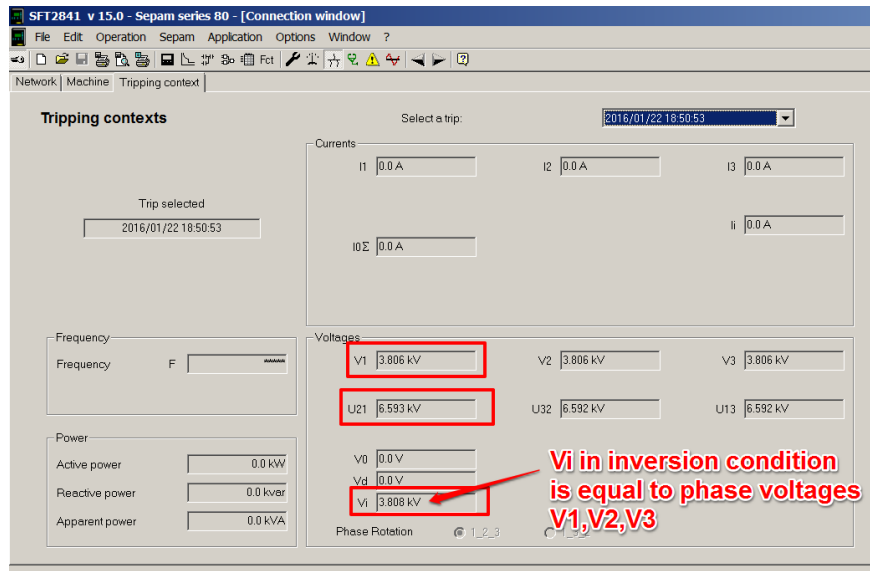 SFT2841 v 15.0 - Sepam series 80 - [Connection window]
File Edit Operation Sepam Application Options Window ?
Fct
Network Machine Tripping context
Tripping contexts
Select a trip:
2016/01/22 18:50:53
Trip selected
2016/01/22 18:50:53
Currents
I1 0.0 A I2 0.0 A I3 0.0 A
Ii 0.0 A
I0Σ 0.0 A
Frequency
Frequency F *****
Power
Active power 0.0 kW
Reactive power 0.0 kvar
Apparent power 0.0 kVA
Voltages
V1 3.806 kV V2 3.806 kV V3 3.806 kV
U21 6.593 kV U32 6.592 kV U13 6.592 kV
V0 0.0 V
Vd 0.0 V
Vi 3.808 kV
Phase Rotation 1_2_3
Vi in inversion condition
is equal to phase voltages
V1,V2,V3